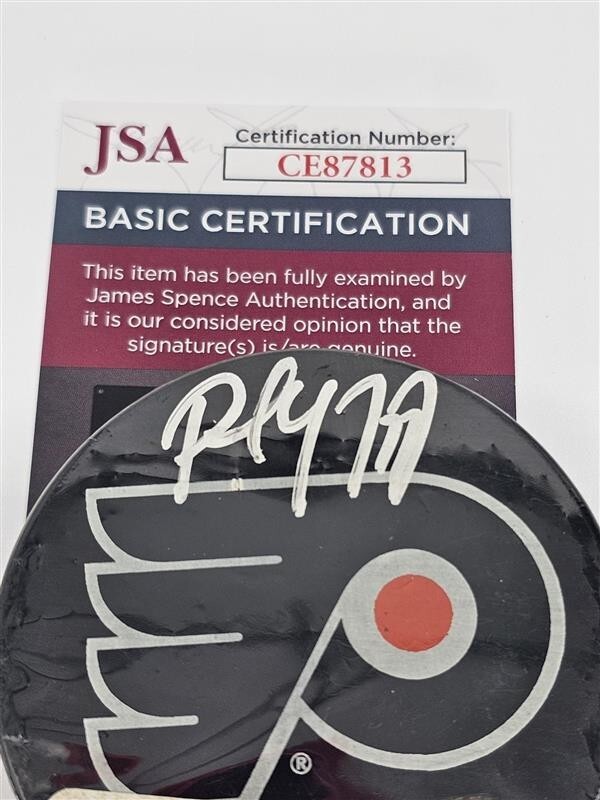 JSA
Certification Number:
CE87813
BASIC CERTIFICATION
This item has been fully examined by
James Spence Authentication, and
it is our considered opinion that the
signature(s) is/are genuine.
®